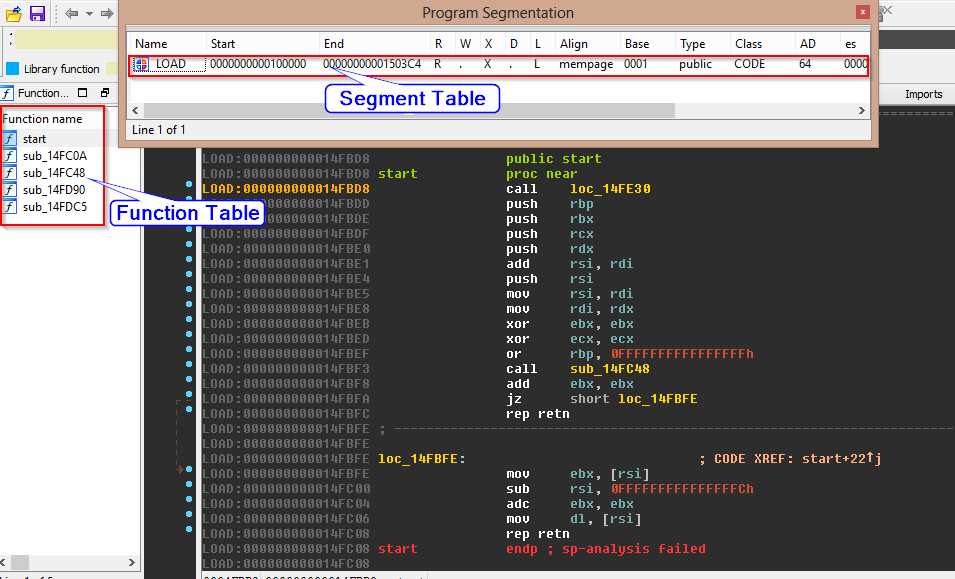 Program Segmentation
Name Start End R W X D L Align Base Type Class AD es
LOAD 0000000000100000 00000000001503C4 R . X . L mempage 0001 public CODE 64 0000
Segment Table
Line 1 of 1
Library function
Function...
Imports
Function name
start
sub_14FC0A
sub_14FC48
sub_14FD90
sub_14FDC5
Function Table
LOAD:000000000014FBD8 public start
LOAD:000000000014FBD8 start proc near
LOAD:000000000014FBD8 call loc_14FE30
LOAD:000000000014FBDD push rbp
LOAD:000000000014FBDE push rbx
LOAD:000000000014FBDF push rcx
LOAD:000000000014FBE0 push rdx
LOAD:000000000014FBE1 add rsi, rdi
LOAD:000000000014FBE4 push rsi
LOAD:000000000014FBE5 mov rsi, rdi
LOAD:000000000014FBE8 mov rdi, rdx
LOAD:000000000014FBEB xor ebx, ebx
LOAD:000000000014FBED xor ecx, ecx
LOAD:000000000014FBEF or rbp, 0FFFFFFFFFFFFFFFFh
LOAD:000000000014FBF3 call sub_14FC48
LOAD:000000000014FBF8 add ebx, ebx
LOAD:000000000014FBFA jz short loc_14FBFE
LOAD:000000000014FBFC rep retn
LOAD:000000000014FBFE ; ---------------------------------------------------------------------------
LOAD:000000000014FBFE
LOAD:000000000014FBFE loc_14FBFE: ; CODE XREF: start+22↑j
LOAD:000000000014FBFE mov ebx, [rsi]
LOAD:000000000014FC00 sub rsi, 0FFFFFFFFFFFFFFFCh
LOAD:000000000014FC04 adc ebx, ebx
LOAD:000000000014FC06 mov dl, [rsi]
LOAD:000000000014FC08 rep retn
LOAD:000000000014FC08 start endp ; sp-analysis failed
LOAD:000000000014FC08